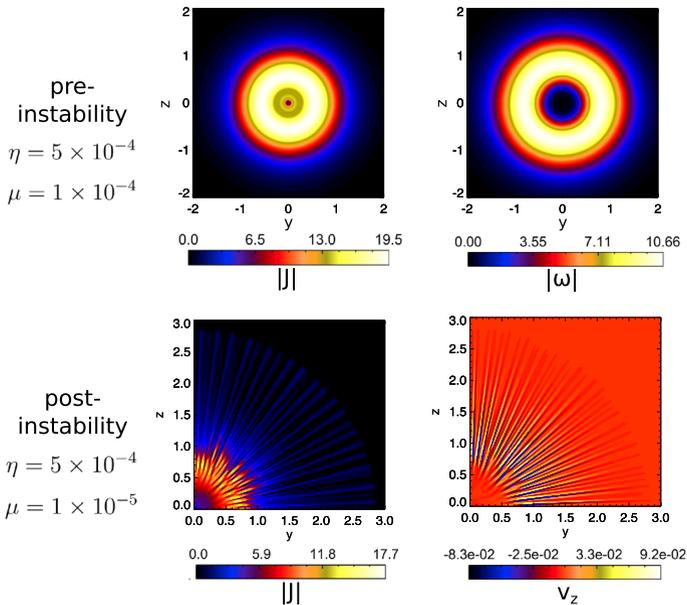 pre-
instability
η = 5 × 10⁻⁴
μ = 1 × 10⁻⁴
2
1
z 0
-1
-2
-2 -1 0 1 2
y
0.0 6.5 13.0 19.5
|J|
2
1
z 0
-1
-2
-2 -1 0 1 2
y
0.00 3.55 7.11 10.66
|ω|
post-
instability
η = 5 × 10⁻⁴
μ = 1 × 10⁻⁵
3.0
2.5
2.0
z 1.5
1.0
0.5
0.0
0.0 0.5 1.0 1.5 2.0 2.5 3.0
y
0.0 5.9 11.8 17.7
|J|
3.0
2.5
2.0
z 1.5
1.0
0.5
0.0
0.0 0.5 1.0 1.5 2.0 2.5 3.0
y
-8.3e-02 -2.5e-02 3.3e-02 9.2e-02
v_z